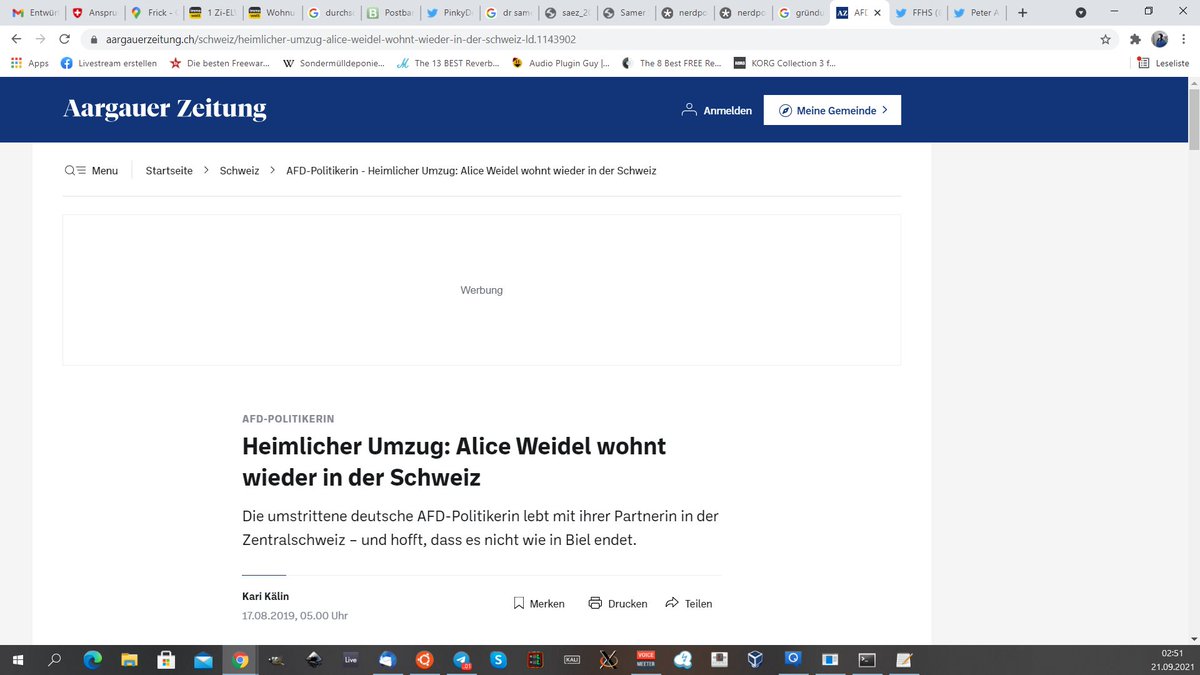 Entwür
Anspru
Frick - G
1 Zi-ELW
Wohnu
durchs
Postba
PinkyD
dr sam
saez_20
Samer
nerdpo
nerdpo
gründu
AZ AFD
FFHS (
Peter A
aargauerzeitung.ch/schweiz/heimlicher-umzug-alice-weidel-wohnt-wieder-in-der-schweiz-ld.1143902
Apps Livestream erstellen Die besten Freewar... Sondermülldeponie... The 13 BEST Reverb... Audio Plugin Guy |... The 8 Best FREE Re... KORG Collection 3 f... Leseliste
Aargauer Zeitung
Anmelden
Meine Gemeinde
Menu Startseite Schweiz AFD-Politikerin - Heimlicher Umzug: Alice Weidel wohnt wieder in der Schweiz
Werbung
AFD-POLITIKERIN
Heimlicher Umzug: Alice Weidel wohnt
wieder in der Schweiz
Die umstrittene deutsche AFD-Politikerin lebt mit ihrer Partnerin in der
Zentralschweiz – und hofft, dass es nicht wie in Biel endet.
Kari Kälin
17.08.2019, 05.00 Uhr
Merken Drucken Teilen
Live
KALI
VOICE
MEETER
02:51
21.09.2021